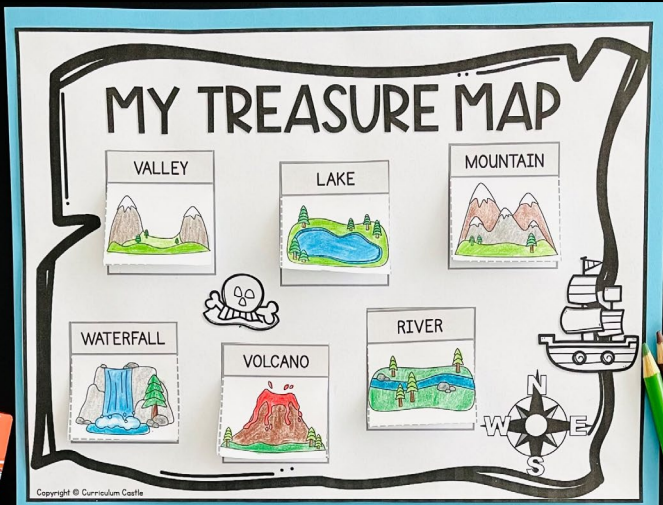 MY TREASURE MAP
VALLEY
LAKE
MOUNTAIN
WATERFALL
VOLCANO
RIVER
N
W
E
S
Copyright © Curriculum Castle